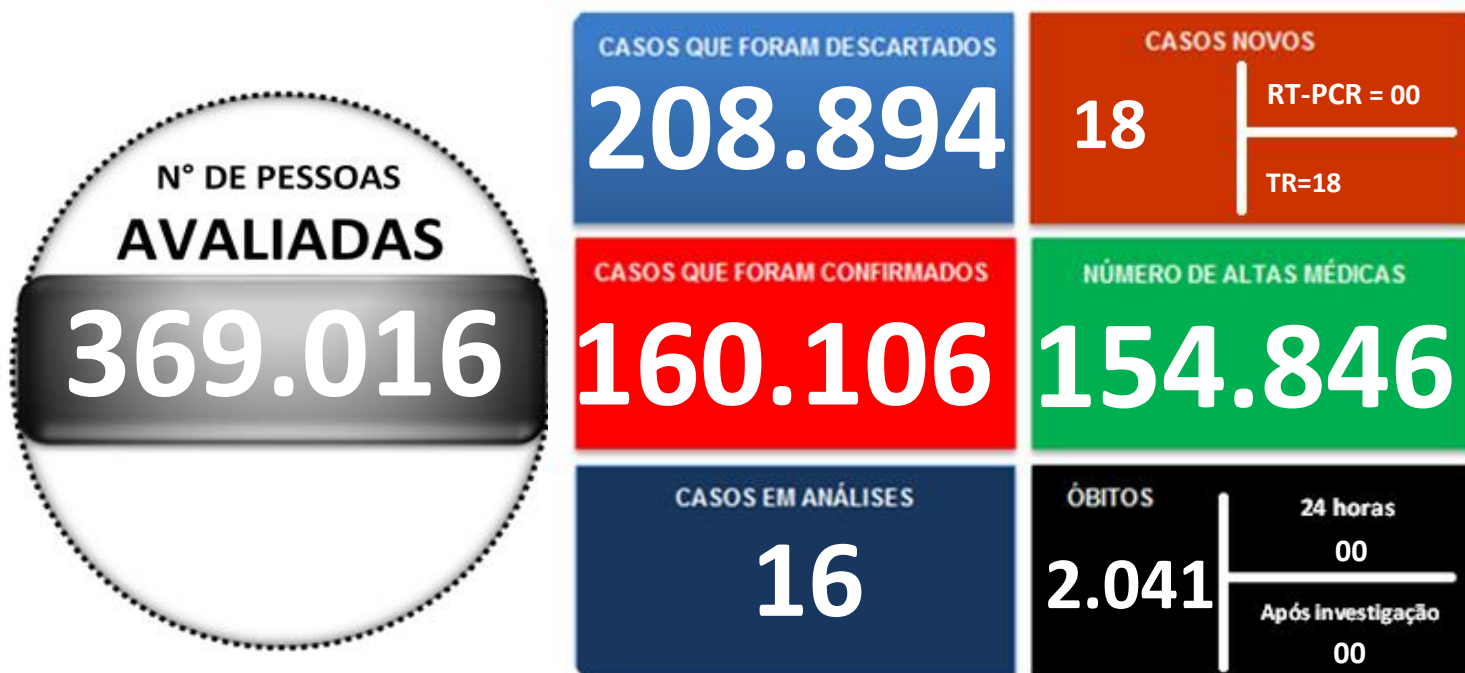 N° DE PESSOAS
AVALIADAS
369.016
CASOS QUE FORAM DESCARTADOS
208.894
CASOS NOVOS
18
RT-PCR = 00
TR=18
CASOS QUE FORAM CONFIRMADOS
160.106
NÚMERO DE ALTAS MÉDICAS
154.846
CASOS EM ANÁLISES
16
ÓBITOS
2.041
24 horas
00
Após investigação
00